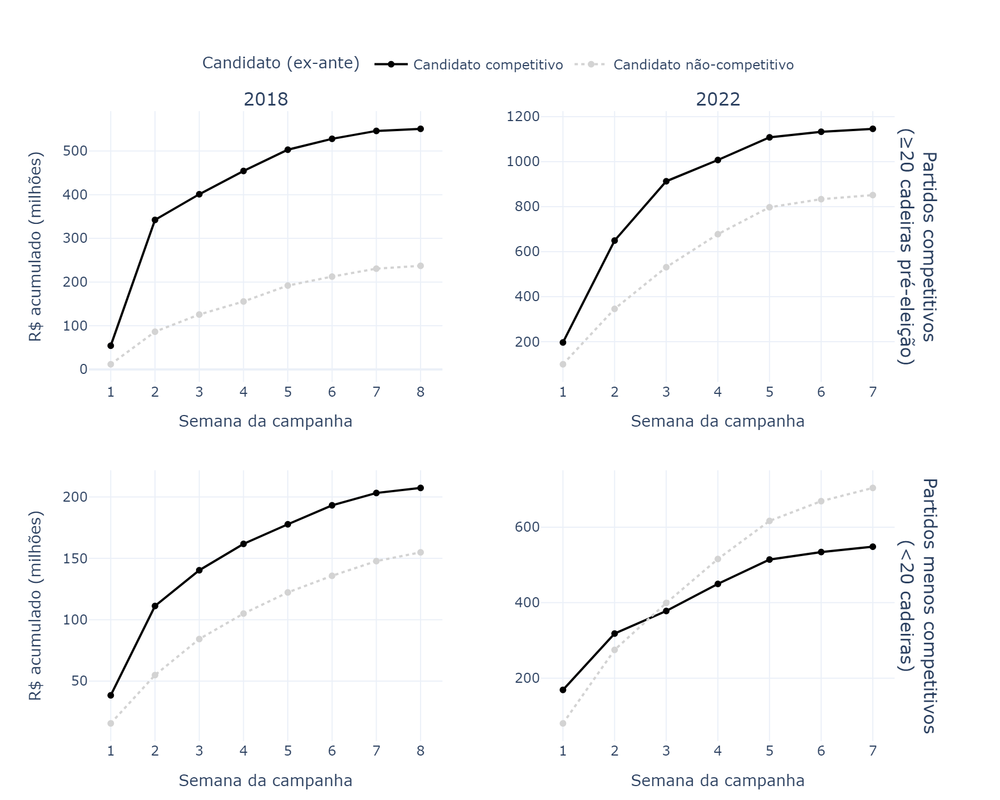 Candidato (ex-ante)
Candidato competitivo
Candidato não-competitivo
2018
2022
R$ acumulado (milhões)
500
400
300
200
100
0
1 2 3 4 5 6 7 8
Semana da campanha
1200
1000
800
600
400
200
1 2 3 4 5 6 7
Semana da campanha
Partidos competitivos
(≥20 cadeiras pré-eleição)
R$ acumulado (milhões)
200
150
100
50
1 2 3 4 5 6 7 8
Semana da campanha
600
400
200
1 2 3 4 5 6 7
Semana da campanha
Partidos menos competitivos
(<20 cadeiras)